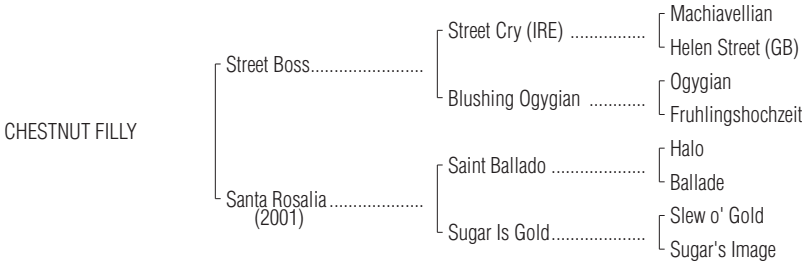 Machiavellian
Street Cry (IRE) ................
Helen Street (GB)
Street Boss........................
Ogygian
Blushing Ogygian ............
Fruhlingshochzeit
CHESTNUT FILLY
Halo
Saint Ballado ....................
Ballade
Santa Rosalia....................
(2001)
Slew o' Gold
Sugar Is Gold....................
Sugar's Image